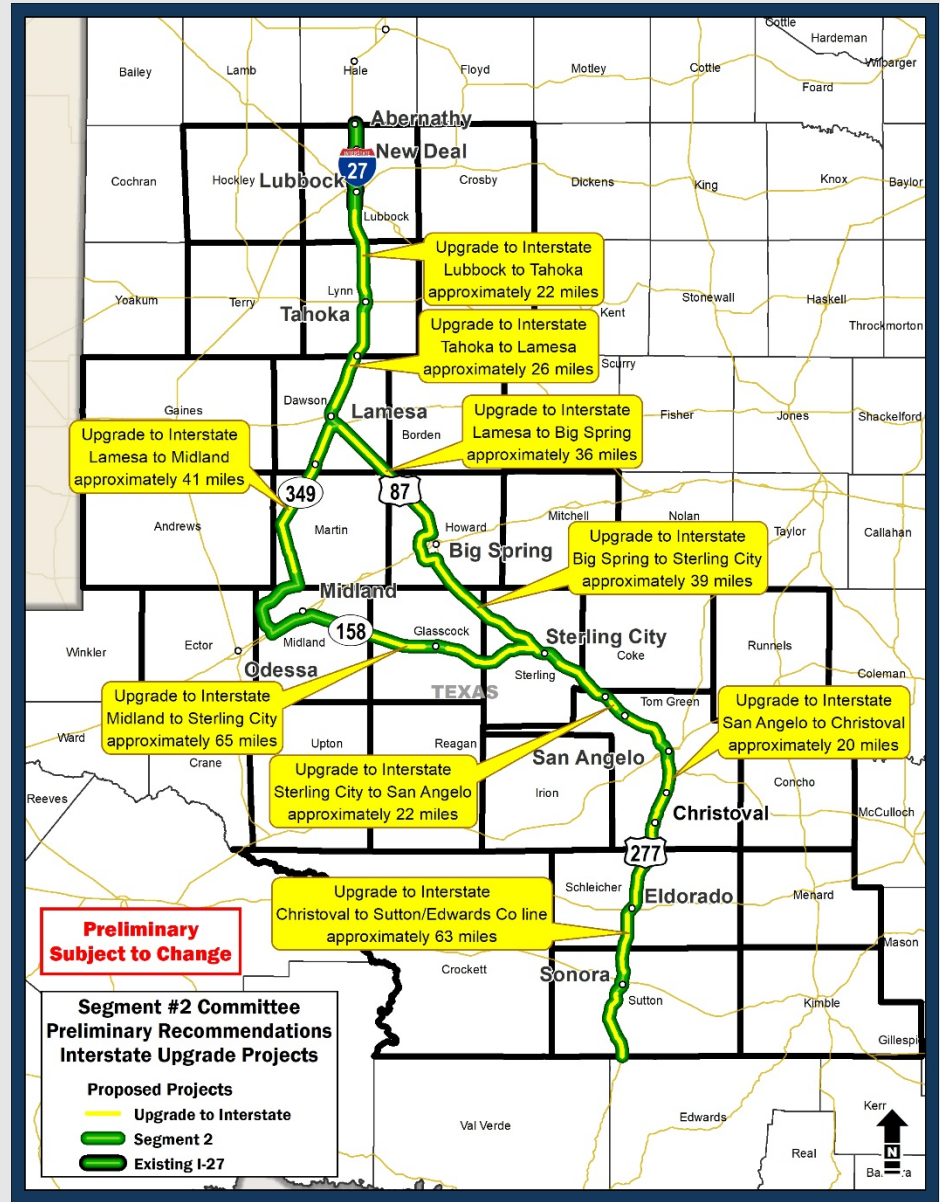 Cottle
Hardeman
Bailey
Lamb
Hale
Floyd
Motley
Cottle
Wilbarger
Foard
Abernathy
New Deal
INTERSTATE
27
Lubbock
Cochran
Hockley
Crosby
Dickens
King
Knox
Baylor
Lubbock
Upgrade to Interstate
Lubbock to Tahoka
approximately 22 miles
Yoakum
Terry
Lynn
Tahoka
Kent
Stonewall
Haskell
Throckmorton
Upgrade to Interstate
Tahoka to Lamesa
approximately 26 miles
Scurry
Gaines
Dawson
Lamesa
Borden
Fisher
Jones
Shackelford
Upgrade to Interstate
Lamesa to Big Spring
approximately 36 miles
Upgrade to Interstate
Lamesa to Midland
approximately 41 miles
349
87
Andrews
Martin
Howard
Mitchell
Nolan
Taylor
Callahan
Big Spring
Upgrade to Interstate
Big Spring to Sterling City
approximately 39 miles
Midland
158
Winkler
Ector
Midland
Glasscock
Sterling City
Sterling
Coke
Runnels
Coleman
Odessa
TEXAS
Tom Green
Upgrade to Interstate
Midland to Sterling City
approximately 65 miles
Upgrade to Interstate
San Angelo to Christoval
approximately 20 miles
Ward
Crane
Upton
Reagan
San Angelo
Upgrade to Interstate
Sterling City to San Angelo
approximately 22 miles
Irion
Concho
Reeves
Christoval
McCulloch
277
Schleicher
Menard
Eldorado
Upgrade to Interstate
Christoval to Sutton/Edwards Co line
approximately 63 miles
Mason
Preliminary
Subject to Change
Crockett
Sonora
Sutton
Kimble
Gillespi
Segment #2 Committee
Preliminary Recommendations
Interstate Upgrade Projects
Proposed Projects
Upgrade to Interstate
Segment 2
Existing I-27
Val Verde
Edwards
Kerr
Real
N